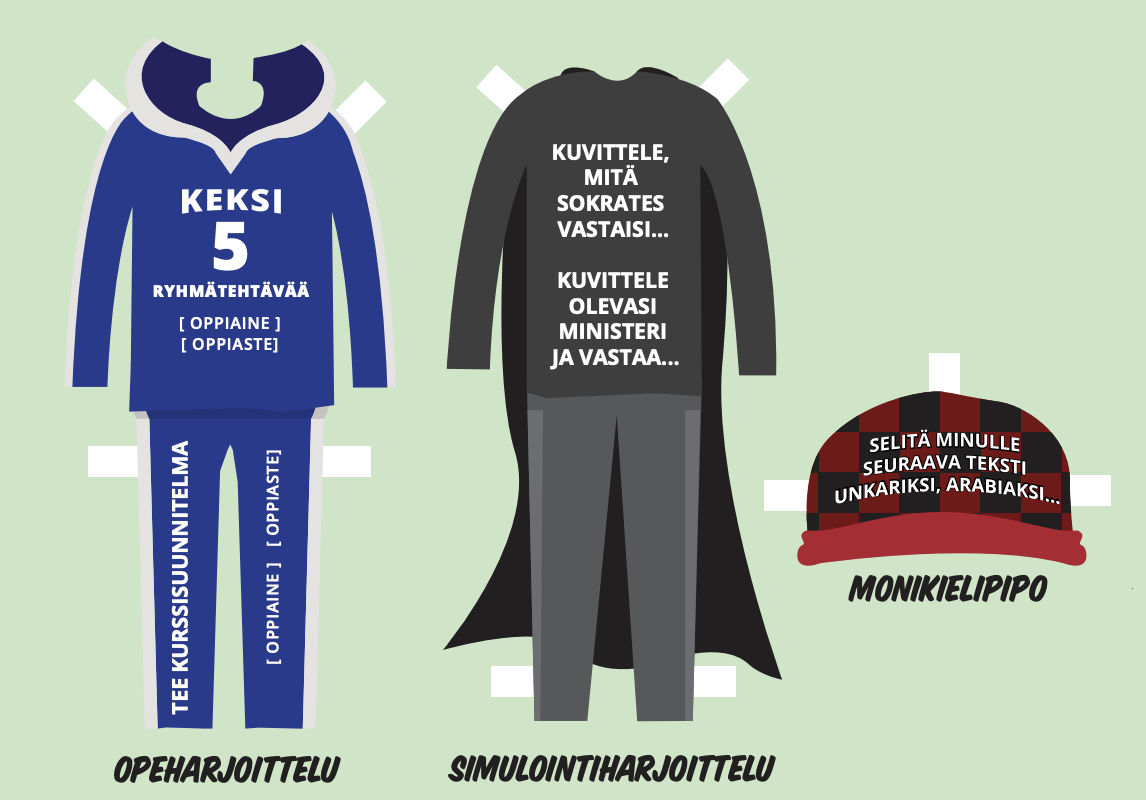 KEKSI
5
RYHMÄTEHTÄVÄÄ
[ OPPIAINE ]
[ OPPIASTE]
TEE KURSSISUUNNITELMA
[ OPPIAINE ] [ OPPIASTE]
OPEHARJOITTELU
KUVITTELE,
MITÄ
SOKRATES
VASTAISI...
KUVITTELE
OLEVASI
MINISTERI
JA VASTAA...
SIMULOINTIHARJOITTELU
SELITÄ MINULLE
SEURAAVA TEKSTI
UNKARIKSI, ARABIAKSI...
MONIKIELIPIPO